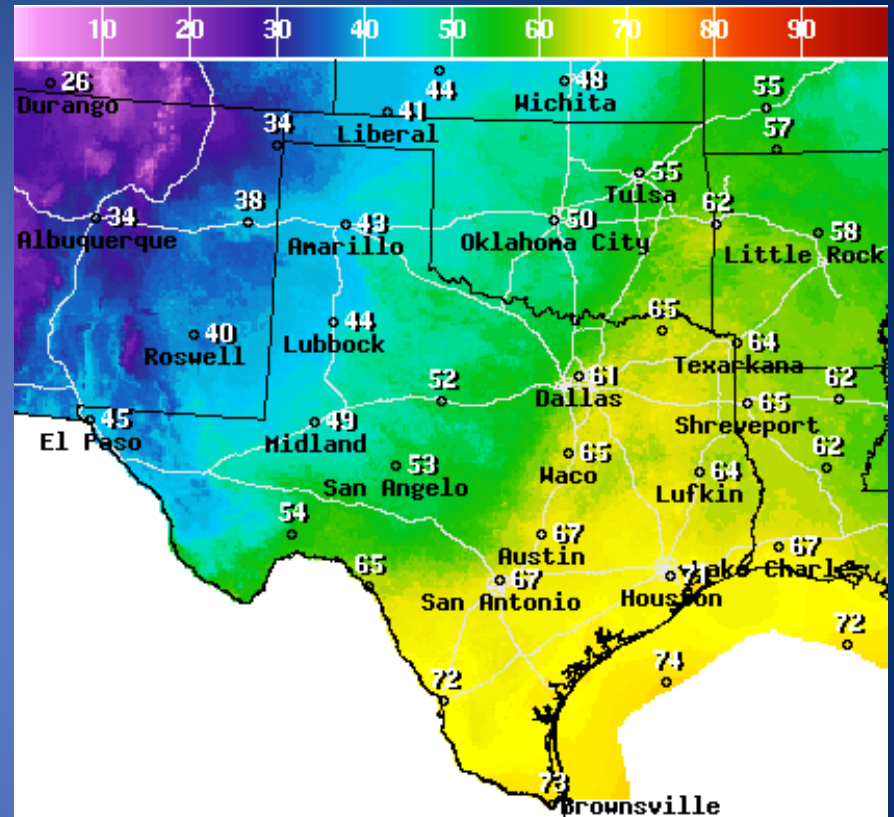 10 20 30 40 50 60 70 80 90
26
Durango
44
48
Wichita
41
Liberal
55
57
34
55
Tulsa
34
Albuquerque
38
43
Amarillo
50
Oklahoma City
62
58
Little Rock
40
Roswell
44
Lubbock
65
64
Texarkana
61
Dallas
52
65
Shreveport
62
45
El Paso
49
Midland
53
San Angelo
65
Waco
64
Lufkin
62
54
67
Austin
67
Lake Charles
65
67
San Antonio
71
Houston
72
74
72
73
Brownsville